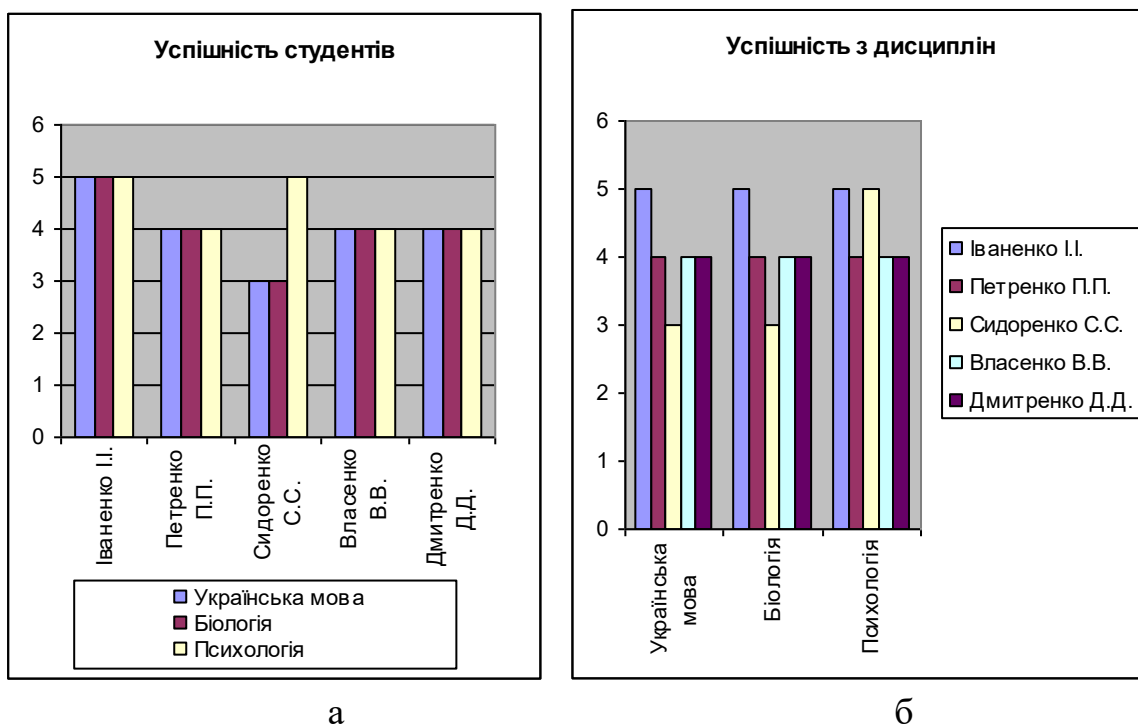 Успішність студентів
6
5
4
3
2
1
0
Іваненко І.І.
Петренко
П.П.
Сидоренко
С.С.
Власенко
В.В.
Дмитренко
Д.Д.
Українська мова
Біологія
Психологія
а
Успішність з дисциплін
6
5
4
3
2
1
0
Українська
мова
Біологія
Психологія
Іваненко І.І.
Петренко П.П.
Сидоренко С.С.
Власенко В.В.
Дмитренко Д.Д.
б